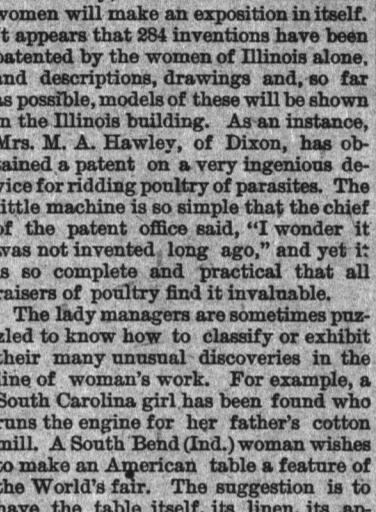 women will make an exposition in itself.
It appears that 284 inventions have been
patented by the women of Illinois alone,
and descriptions, drawings and, so far
as possible, models of these will be shown
in the Illinois building. As an instance,
Mrs. M. A. Hawley, of Dixon, has ob-
tained a patent on a very ingenious de-
vice for ridding poultry of parasites. The
little machine is so simple that the chief
of the patent office said, "I wonder it
was not invented long ago," and yet it
is so complete and practical that all
raisers of poultry find it invaluable.
The lady managers are sometimes puz-
zled to know how to classify or exhibit
their many unusual discoveries in the
line of woman's work. For example, a
South Carolina girl has been found who
runs the engine for her father's cotton
mill. A South Bend (Ind.) woman wishes
to make an American table a feature of
the World's fair. The suggestion is to
have the table itself, its linen, its ap-